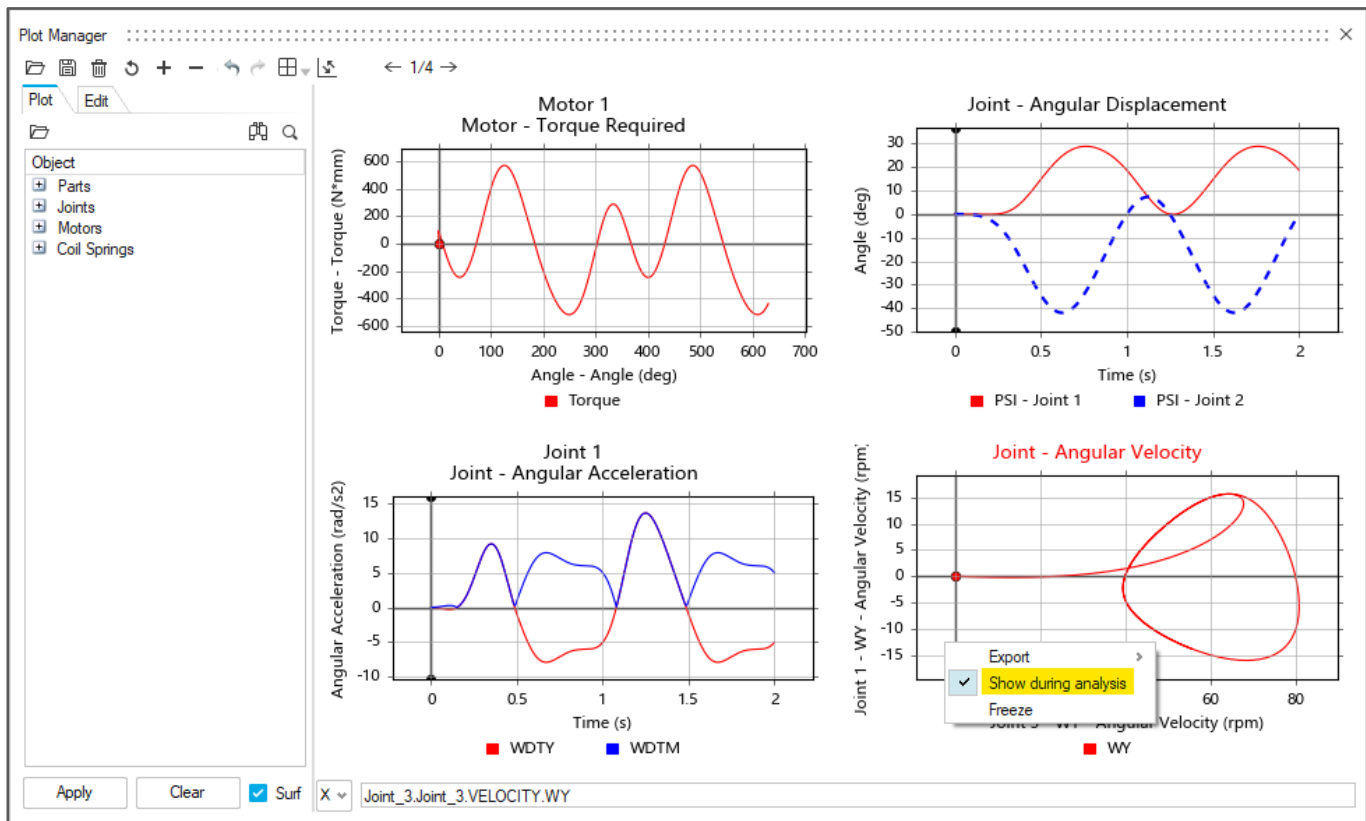 Plot Manager
1/4
Plot
Edit
Object
Parts
Joints
Motors
Coil Springs
Motor 1
Motor - Torque Required
Torque - Torque (N*mm)
600
400
200
0
-200
-400
-600
0 100 200 300 400 500 600 700
Angle - Angle (deg)
Torque
Joint - Angular Displacement
Angle (deg)
30
20
10
0
-10
-20
-30
-40
-50
0 0.5 1 1.5 2
Time (s)
PSI - Joint 1 PSI - Joint 2
Joint 1
Joint - Angular Acceleration
Angular Acceleration (rad/s2)
15
10
5
0
-5
-10
0 0.5 1 1.5 2
Time (s)
WDTY WDTM
Joint - Angular Velocity
Joint 1 - WY - Angular Velocity (rpm)
15
10
5
0
-5
-10
-15
60 80
Angular Velocity (rpm)
WY
Export
Show during analysis
Freeze
Apply
Clear
Surf
X
Joint_3.Joint_3.VELOCITY.WY